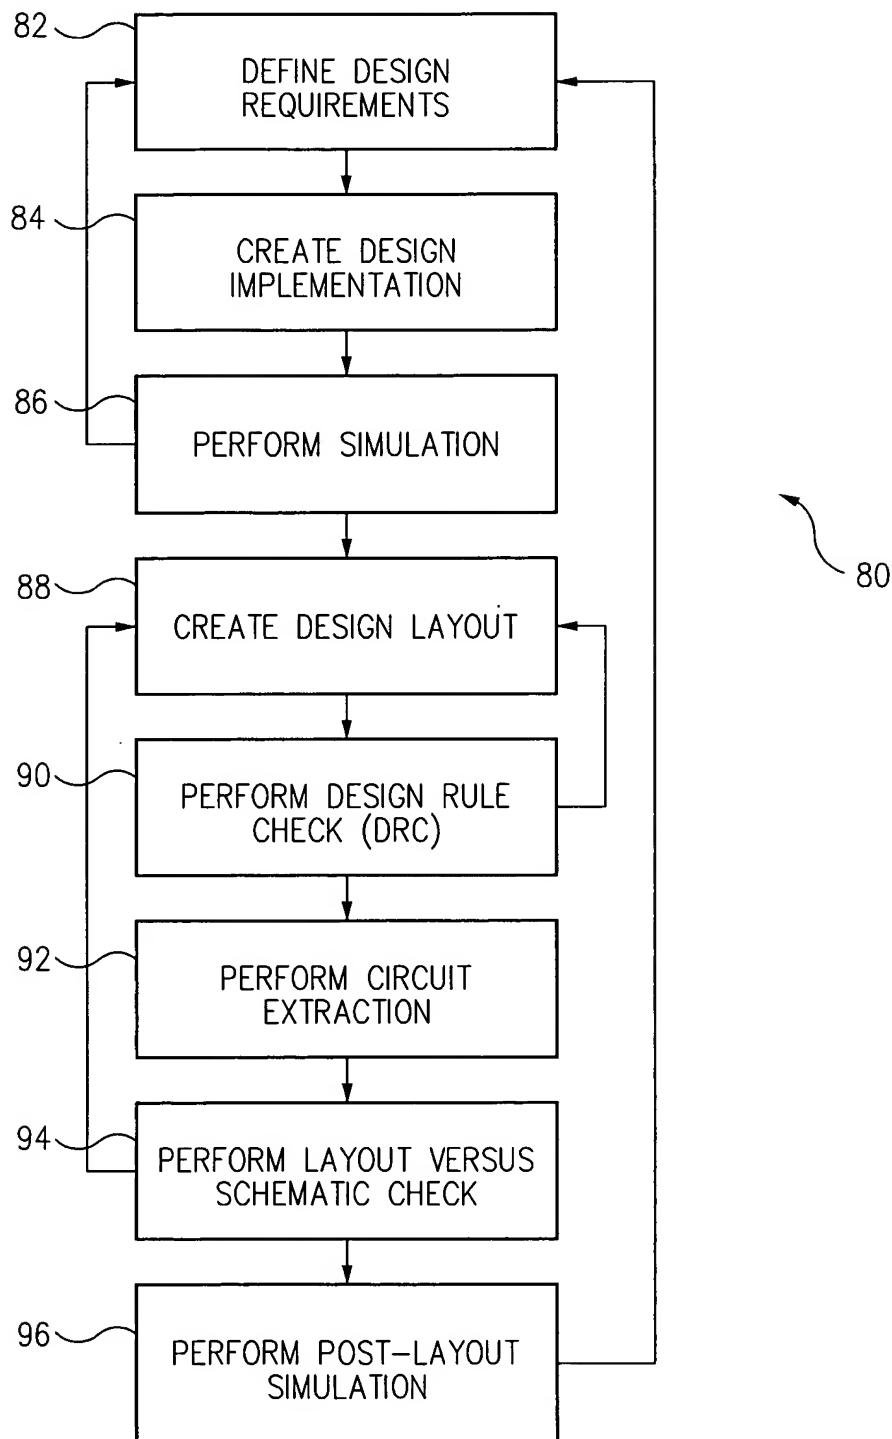 82
DEFINE DESIGN
REQUIREMENTS
84
CREATE DESIGN
IMPLEMENTATION
86
PERFORM SIMULATION
80
88
CREATE DESIGN LAYOUT
90
PERFORM DESIGN RULE
CHECK (DRC)
92
PERFORM CIRCUIT
EXTRACTION
94
PERFORM LAYOUT VERSUS
SCHEMATIC CHECK
96
PERFORM POST-LAYOUT
SIMULATION